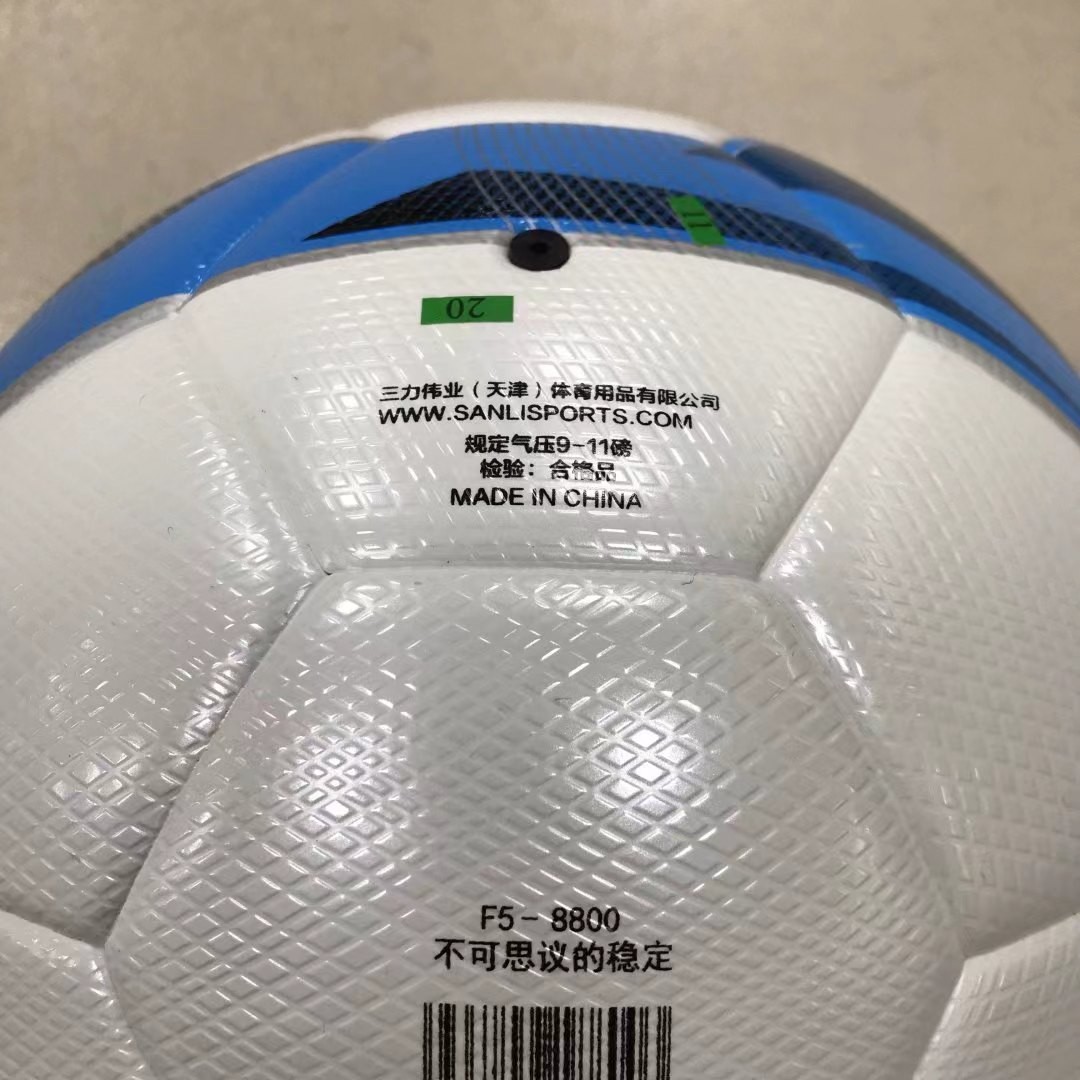 11
20
三力伟业（天津）体育用品有限公司
WWW.SANLISPORTS.COM
规定气压9-11磅
检验：合格品
MADE IN CHINA
F5- 8800
不可思议的稳定